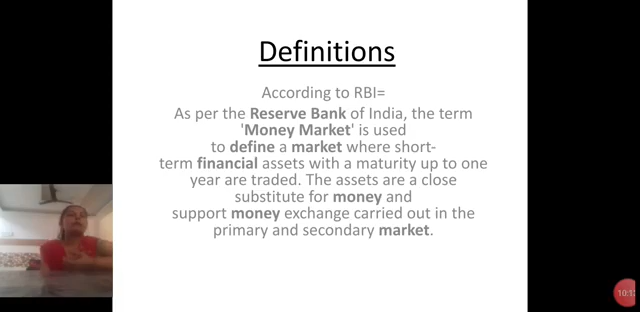 Definitions
According to RBI=
As per the Reserve Bank of India, the term
'Money Market' is used
to define a market where short-
term financial assets with a maturity up to one
year are traded. The assets are a close
substitute for money and
support money exchange carried out in the
primary and secondary market.